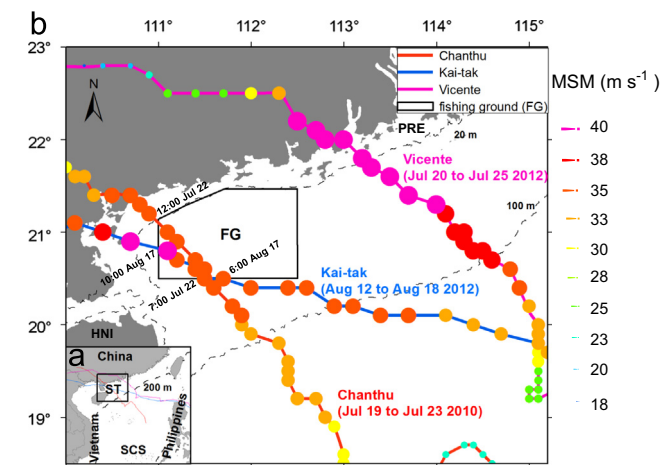 b
111° 112° 113° 114° 115°
23°
22°
21°
20°
19°
N
Chanthu
Kai-tak
Vicente
fishing ground (FG)
MSM (m s⁻¹ )
40
38
35
33
30
28
25
23
20
18
PRE
20 m
Vicente
(Jul 20 to Jul 25 2012)
100 m
12:00 Jul 22
FG
10:00 Aug 17
6:00 Aug 17
7:00 Jul 22
Kai-tak
(Aug 12 to Aug 18 2012)
HNI
a
China
ST
200 m
Vietnam
SCS
Philippines
Chanthu
(Jul 19 to Jul 23 2010)